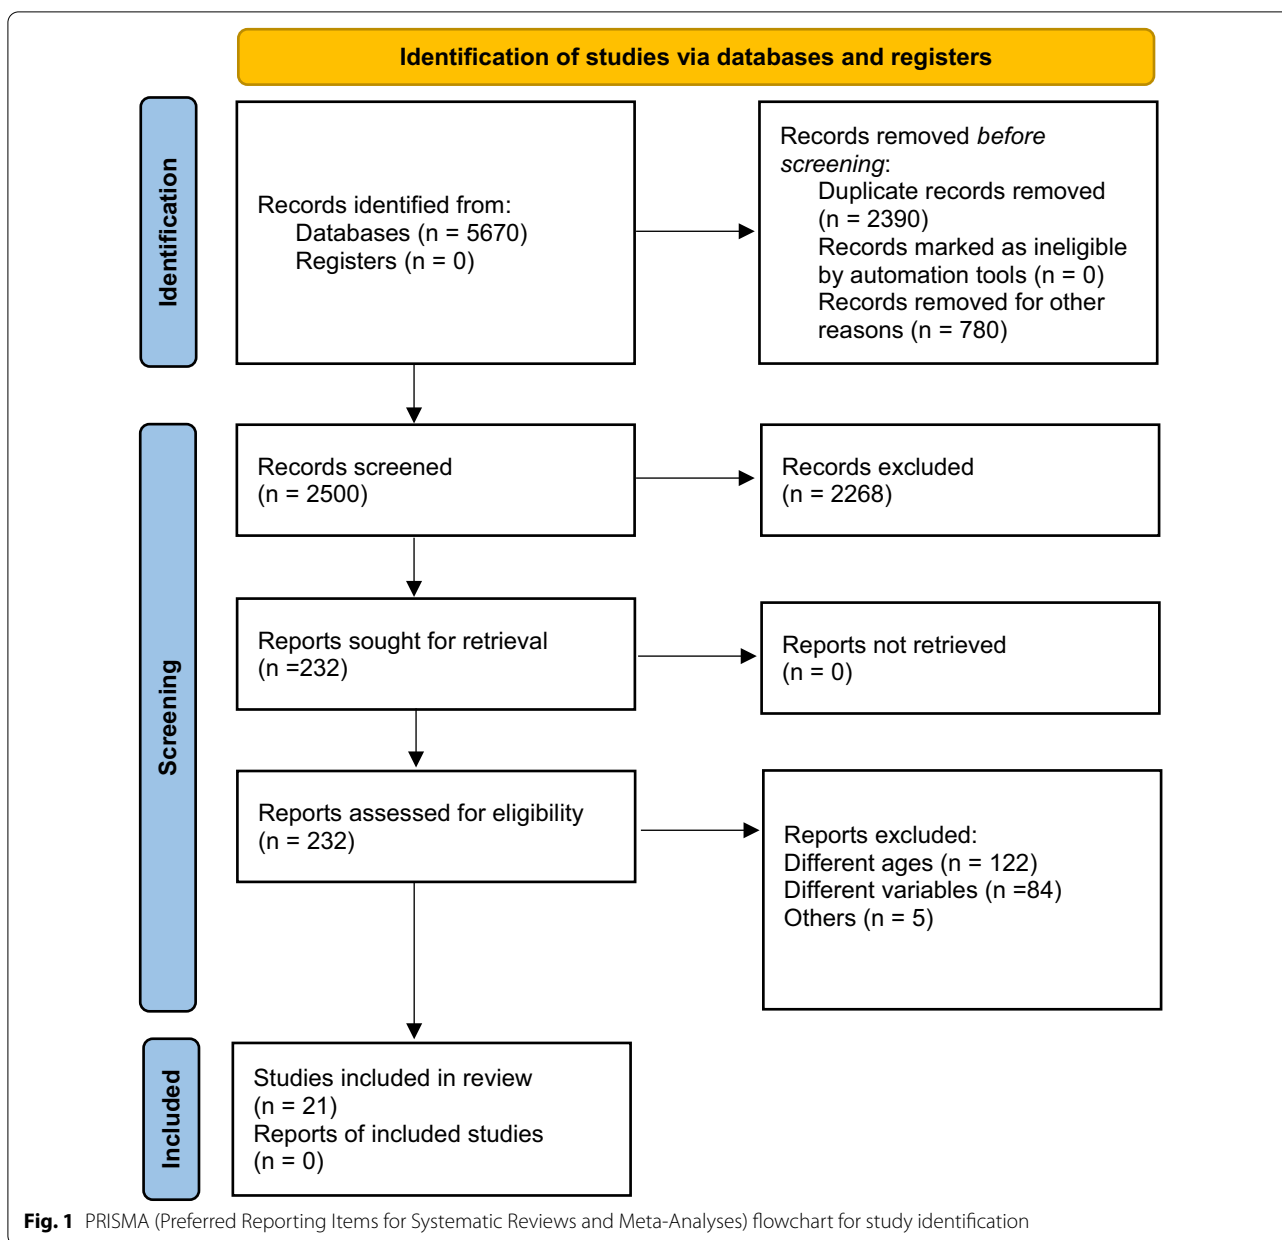 Identification of studies via databases and registers
Identification
Records identified from:
Databases (n = 5670)
Registers (n = 0)
Records removed before
screening:
Duplicate records removed
(n = 2390)
Records marked as ineligible
by automation tools (n = 0)
Records removed for other
reasons (n = 780)
Screening
Records screened
(n = 2500)
Records excluded
(n = 2268)
Reports sought for retrieval
(n =232)
Reports not retrieved
(n = 0)
Reports assessed for eligibility
(n = 232)
Reports excluded:
Different ages (n = 122)
Different variables (n =84)
Others (n = 5)
Included
Studies included in review
(n = 21)
Reports of included studies
(n = 0)
Fig. 1 PRISMA (Preferred Reporting Items for Systematic Reviews and Meta-Analyses) flowchart for study identification